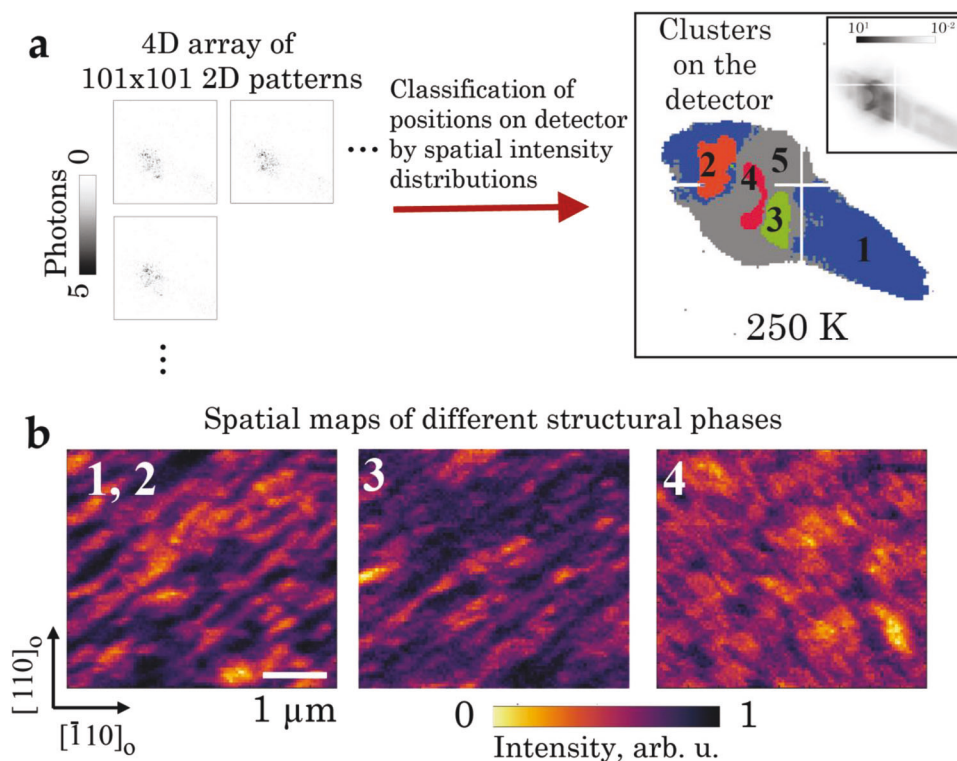 a
4D array of
101x101 2D patterns
Photons
0
5
...
...
Classification of
positions on detector
by spatial intensity
distributions
Clusters
on the
detector
10¹
10⁻²
2
5
4
3
1
250 K
b
Spatial maps of different structural phases
1, 2
3
4
[110]ₒ
[1̄10]ₒ
1 μm
0
1
Intensity, arb. u.